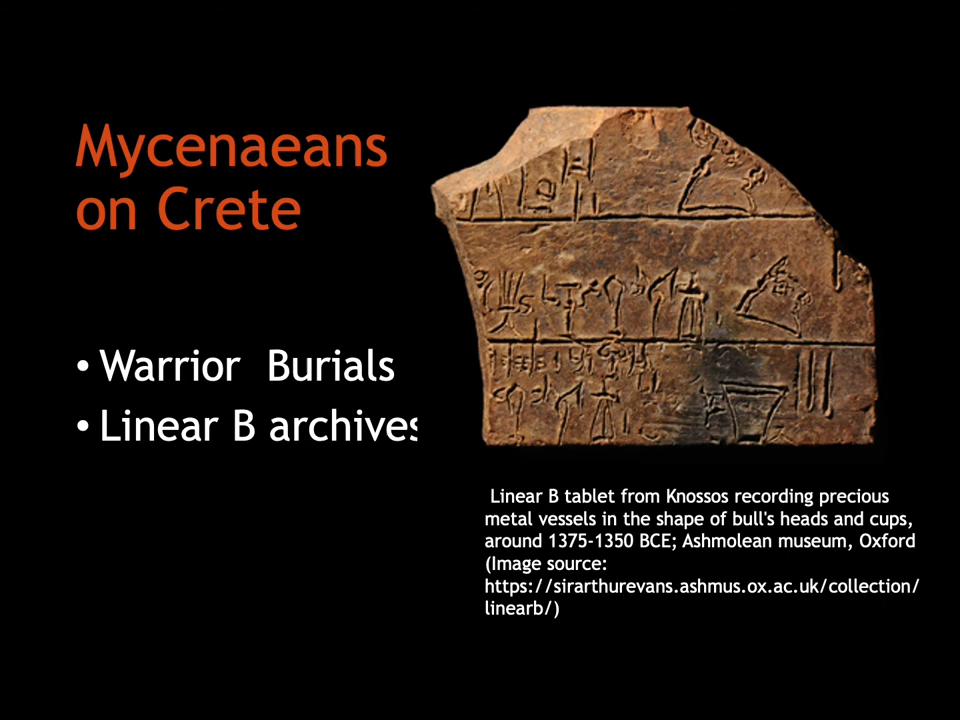 Mycenaeans
on Crete
• Warrior  Burials
• Linear B archives
Linear B tablet from Knossos recording precious
metal vessels in the shape of bull's heads and cups,
around 1375-1350 BCE; Ashmolean museum, Oxford
(Image source:
https://sirarthurevans.ashmus.ox.ac.uk/collection/
linearb/)